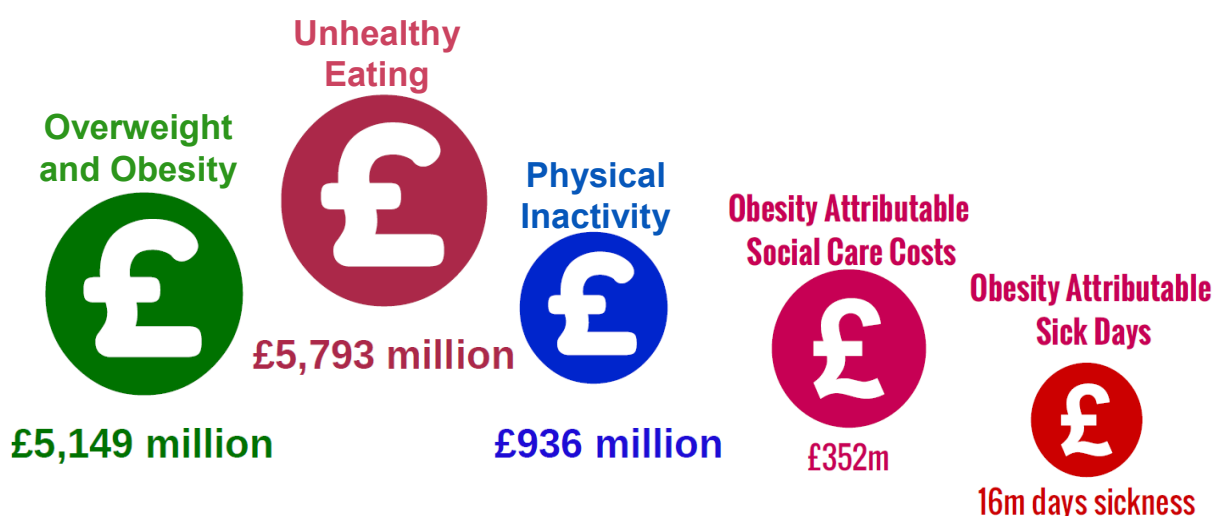 Unhealthy
Eating
£
£5,793 million
Overweight
and Obesity
£
£5,149 million
Physical
Inactivity
£
£936 million
Obesity Attributable
Social Care Costs
£
£352m
Obesity Attributable
Sick Days
£
16m days sickness